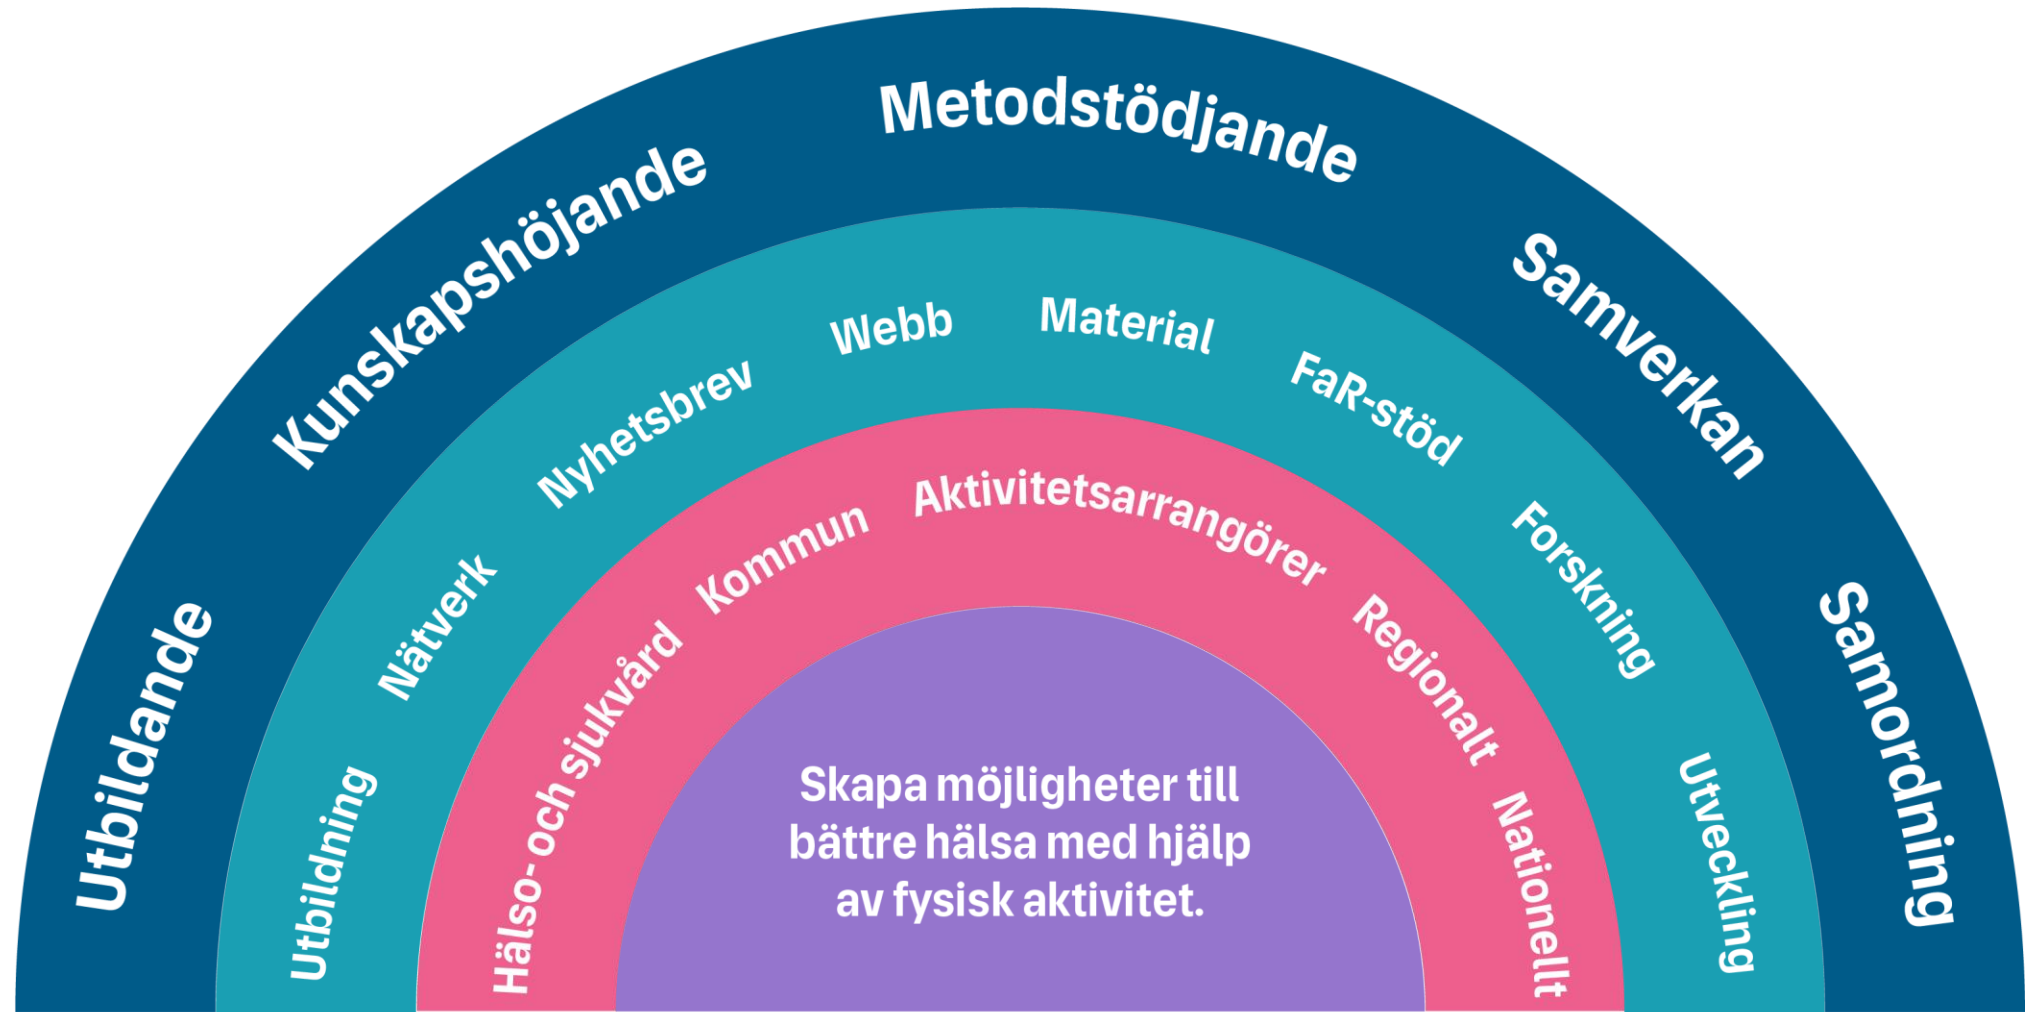 Utbildande
Kunskapshöjande
Metodstödjande
Samverkan
Samordning
Utbildning
Nätverk
Nyhetsbrev
Webb
Material
FaR-stöd
Forskning
Utveckling
Hälso- och sjukvård
Kommun
Aktivitetsarrangörer
Regionalt
Nationellt
Skapa möjligheter till
bättre hälsa med hjälp
av fysisk aktivitet.